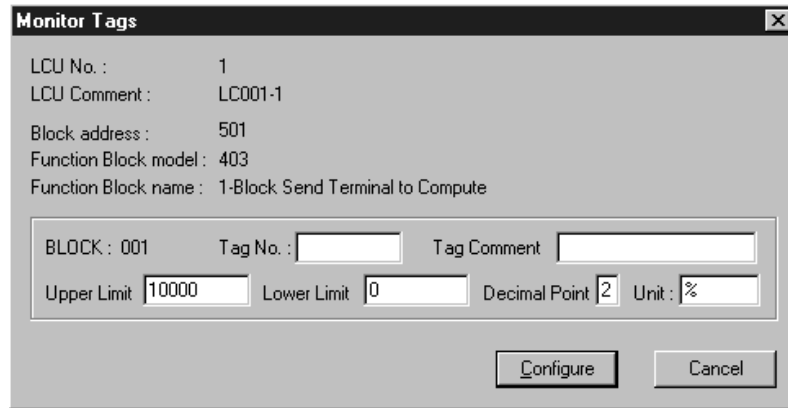 Monitor Tags
LCU No. : 1
LCU Comment : LC001-1
Block address : 501
Function Block model : 403
Function Block name : 1-Block Send Terminal to Compute
BLOCK : 001 Tag No. : Tag Comment
Upper Limit 10000 Lower Limit 0 Decimal Point 2 Unit : %
Configure Cancel